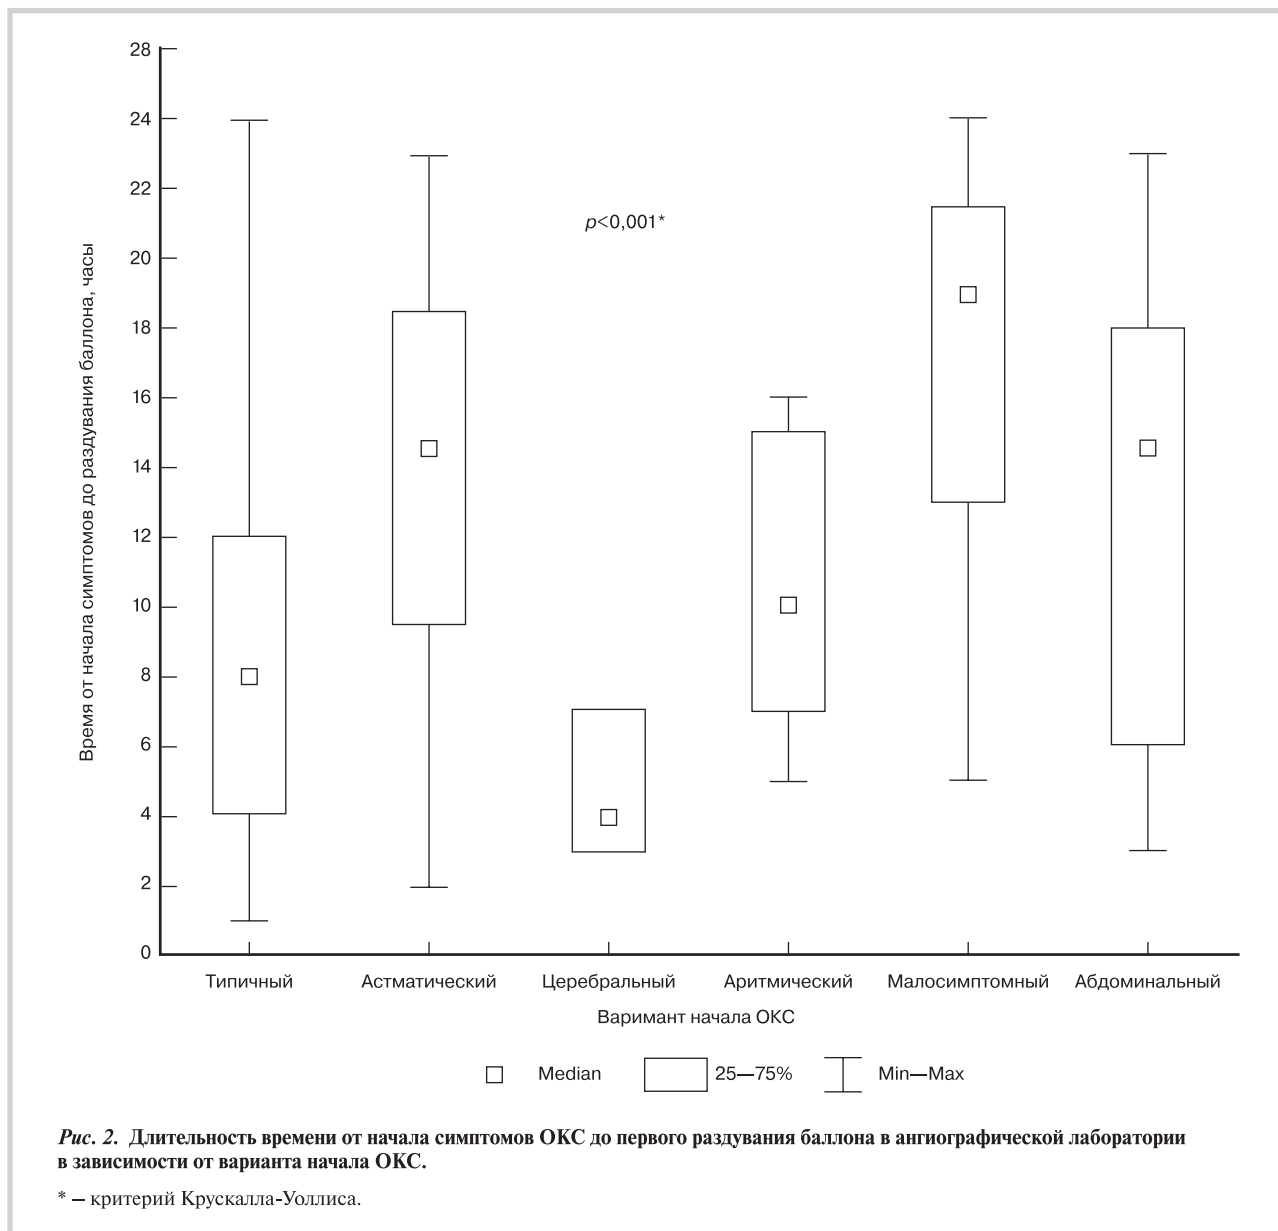 28
24
22
20
18
16
14
12
10
8
6
4
2
0
Время от начала симптомов до раздувания баллона, часы
p<0,001*
Типичный Астматический Церебральный Аритмический Малосимптомный Абдоминальный
Варимант начала ОКС
Median 25—75% Min—Max
Рис. 2. Длительность времени от начала симптомов ОКС до первого раздувания баллона в ангиографической лаборатории
в зависимости от варианта начала ОКС.
* — критерий Крускалла-Уоллиса.